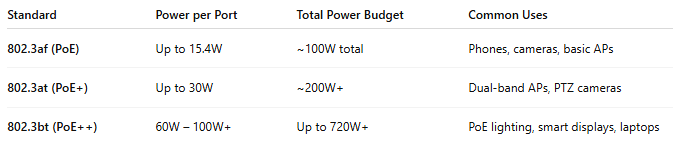 Standard Power per Port Total Power Budget Common Uses
802.3af (PoE) Up to 15.4W ~100W total Phones, cameras, basic APs
802.3at (PoE+) Up to 30W ~200W+ Dual-band APs, PTZ cameras
802.3bt (PoE++) 60W – 100W+ Up to 720W+ PoE lighting, smart displays, laptops